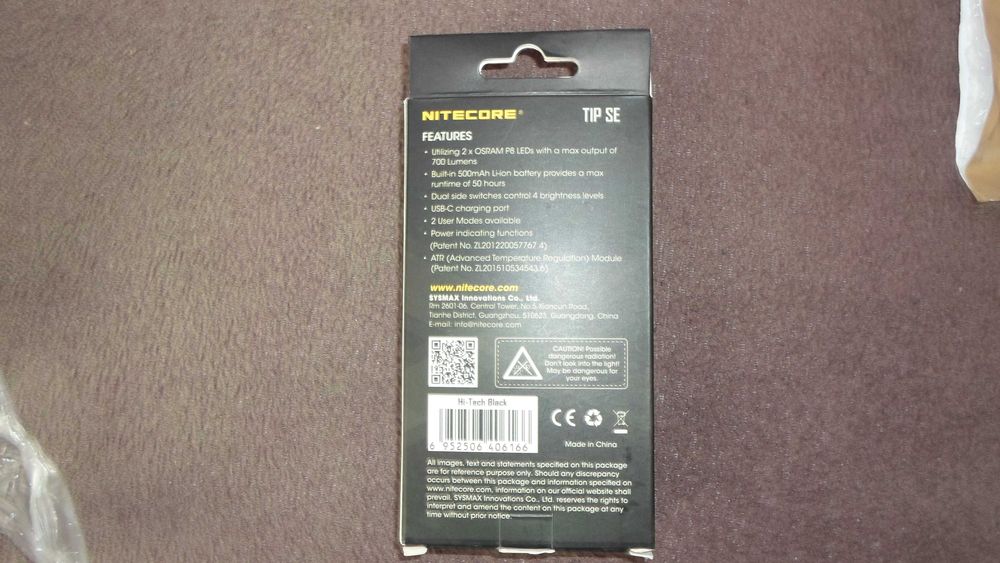 NITECORE® TIP SE
FEATURES
• Utilizing 2 x OSRAM P8 LEDs with a max output of
700 Lumens
• Built-in 500mAh Li-ion battery provides a max
runtime of 50 hours
• Dual side switches control 4 brightness levels
• USB-C charging port
• 2 User Modes available
• Power indicating functions
(Patent No. ZL201220057767.4)
• ATR (Advanced Temperature Regulation) Module
(Patent No. ZL201510534543.6)
www.nitecore.com
SYSMAX Innovations Co., Ltd.
Rm 2601-06, Central Tower, No.5 Xiancun Road,
Tianhe District, Guangzhou, 510623, Guangdong, China
E-mail: info@nitecore.com
CAUTION! Possible
dangerous radiation!
Don't look into the light!
May be dangerous for
your eyes.
Hi-Tech Black
6 952506 406166
CE
Made in China
All images, text and statements specified on this package
are for reference purpose only. Should any discrepancy
occurs between this package and information specified on
www.nitecore.com, information on our official website shall
prevail. SYSMAX Innovations Co., Ltd. reserves the rights to
interpret and amend the content on this package at any
time without prior notice.